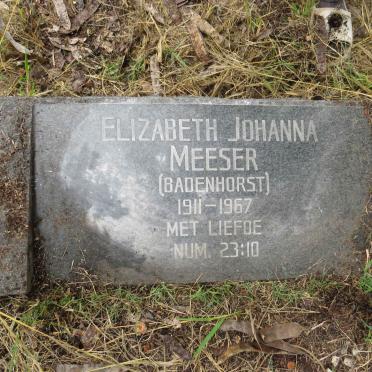 ELIZABETH JOHANNA
MEESER
(BADENHORST)
1911-1967
MET LIEFDE
NUM. 23:10